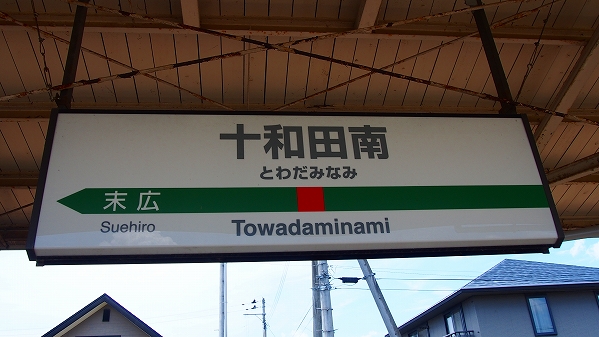 十和田南
とわだみなみ
末広
Suehiro
Towadaminami